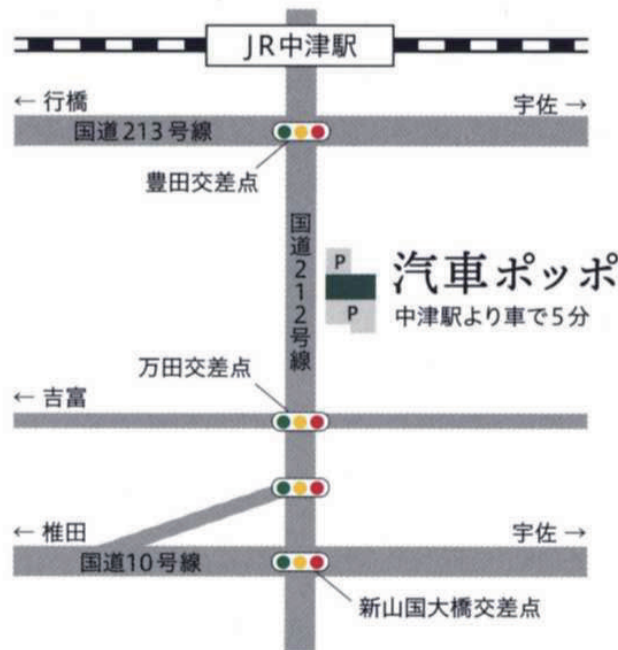 JR中津駅
← 行橋
宇佐 →
国道213号線
豊田交差点
国道212号線
P
汽車ポッポ
P
中津駅より車で5分
万田交差点
← 吉富
← 椎田
宇佐 →
国道10号線
新山国大橋交差点